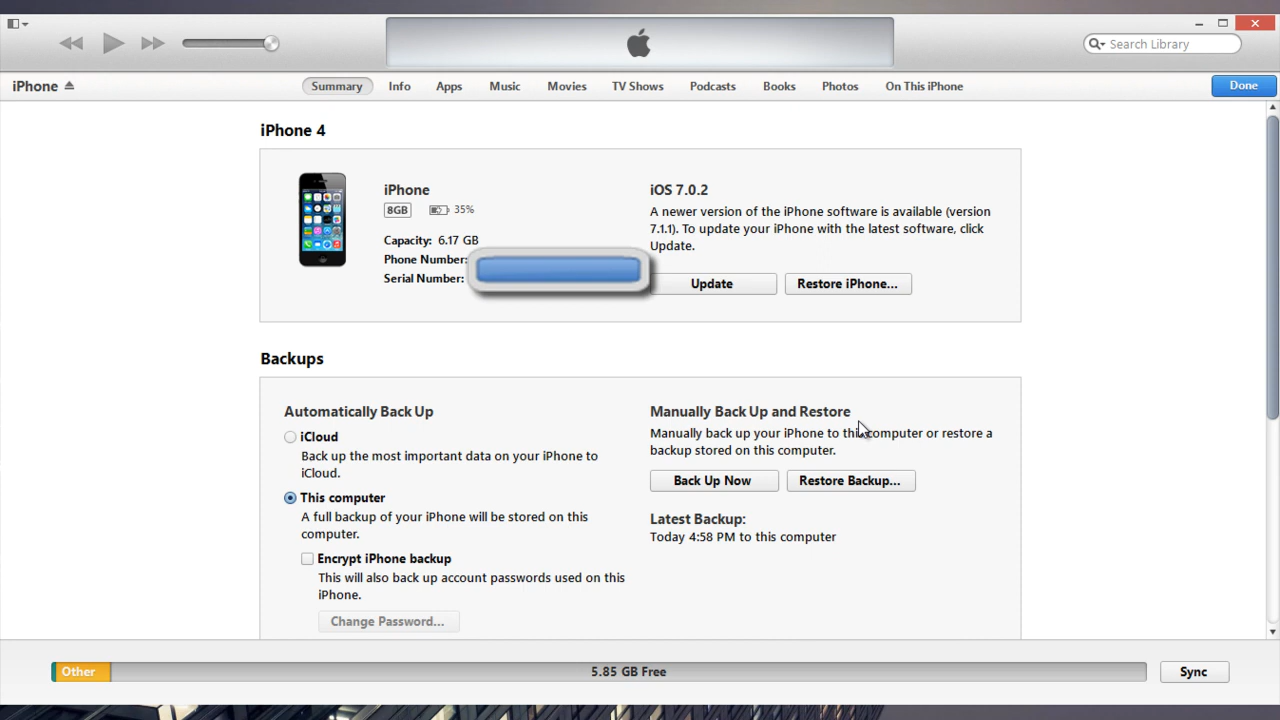 Search Library
iPhone
Summary
Info
Apps
Music
Movies
TV Shows
Podcasts
Books
Photos
On This iPhone
Done
iPhone 4
iPhone
8GB
35%
Capacity: 6.17 GB
Phone Number:
Serial Number:
iOS 7.0.2
A newer version of the iPhone software is available (version
7.1.1). To update your iPhone with the latest software, click
Update.
Update
Restore iPhone...
Backups
Automatically Back Up
iCloud
Back up the most important data on your iPhone to
iCloud.
This computer
A full backup of your iPhone will be stored on this
computer.
Encrypt iPhone backup
This will also back up account passwords used on this
iPhone.
Change Password...
Manually Back Up and Restore
Manually back up your iPhone to this computer or restore a
backup stored on this computer.
Back Up Now
Restore Backup...
Latest Backup:
Today 4:58 PM to this computer
Other
5.85 GB Free
Sync